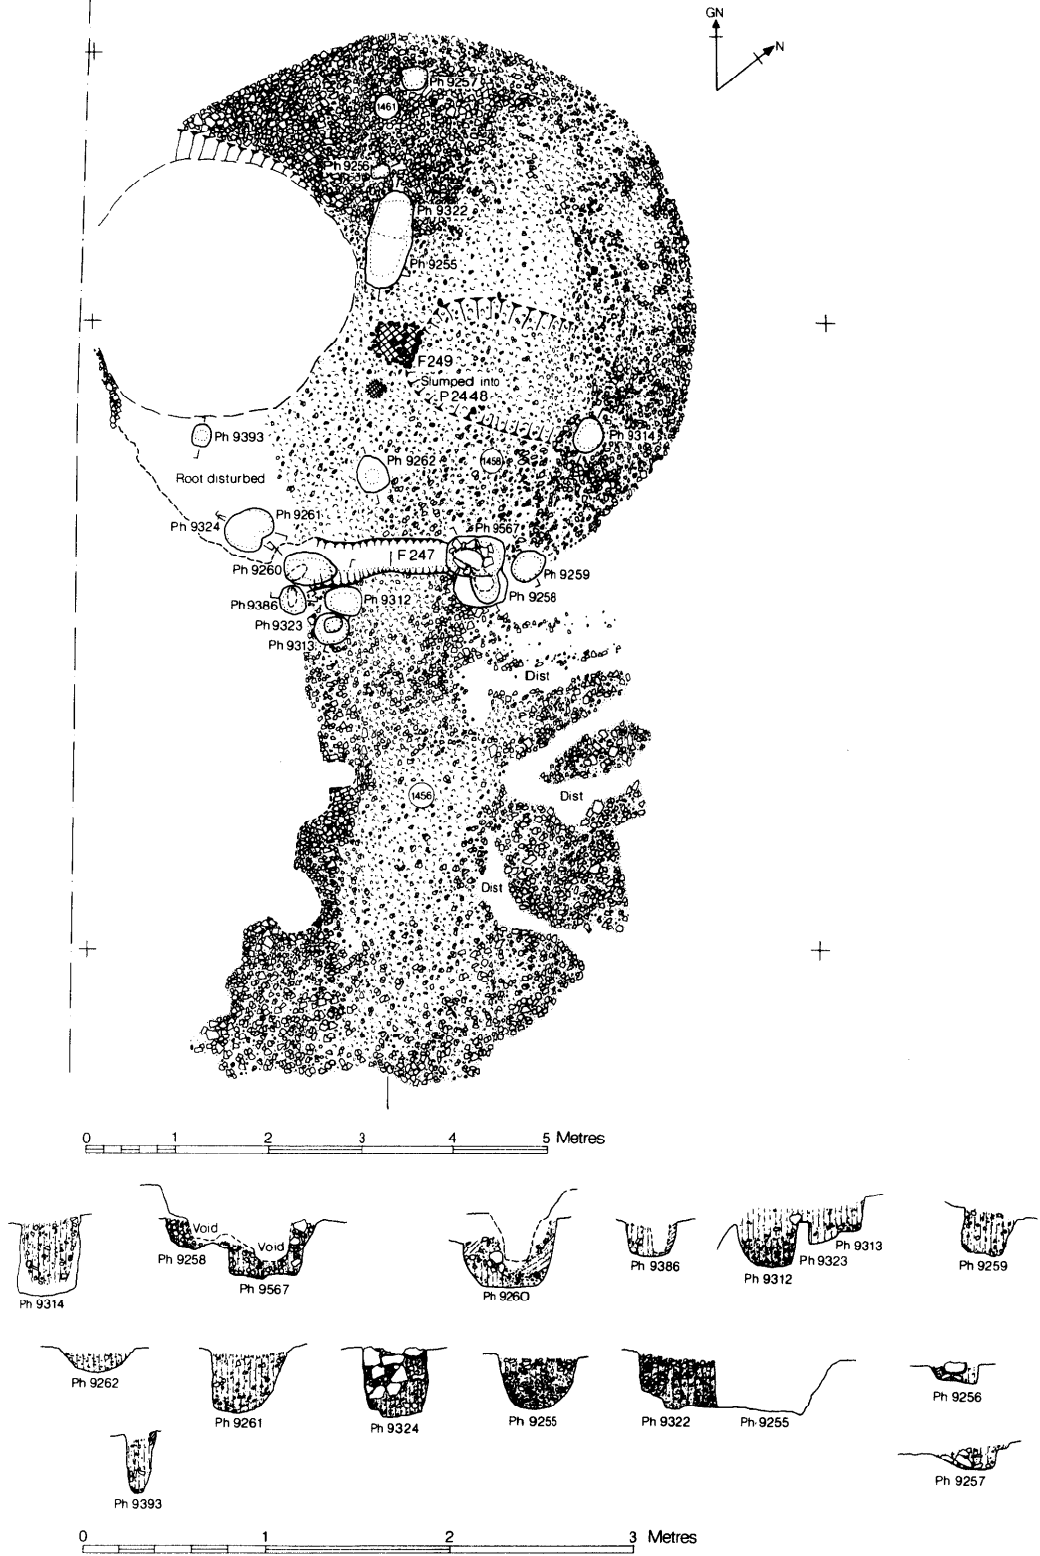 GN
N
Ph 9257
1461
Ph 9256
Ph 9322
Ph 9255
F249
Slumped into
P2448
Ph 9393
Ph 9314
Ph 9262
1458
Root disturbed
Ph 9324
Ph 9261
Ph 9567
F 247
Ph 9260
Ph 9259
Ph 9258
Ph 9386
Ph 9312
Ph 9323
Ph 9313
Dist
1456
Dist
Dist
0 1 2 3 4 5 Metres
Void
Void
Ph 9314
Ph 9258
Ph 9567
Ph 9260
Ph 9386
Ph 9312
Ph 9323
Ph 9313
Ph 9259
Ph 9262
Ph 9261
Ph 9324
Ph 9255
Ph 9322
Ph 9255
Ph 9256
Ph 9393
Ph 9257
0 1 2 3 Metres